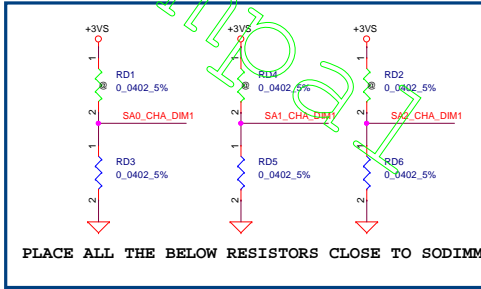 +3VS +3VS +3VS
1 1 1
RD1 RD4 RD2
@ @ @
0_0402_5% 0_0402_5% 0_0402_5%
2 2 2
SA0_CHA_DIM1 SA1_CHA_DIM1 SA2_CHA_DIM1
1 1 1
RD3 RD5 RD6
0_0402_5% 0_0402_5% 0_0402_5%
2 2 2
PLACE ALL THE BELOW RESISTORS CLOSE TO SODIMM